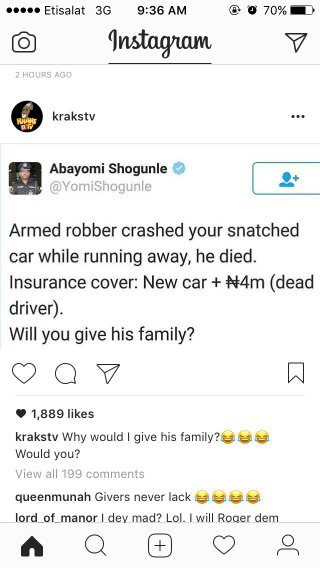 Etisalat 3G 9:36 AM 70%
Instagram
2 HOURS AGO
krakstv
Abayomi Shogunle
@YomiShogunle
Armed robber crashed your snatched
car while running away, he died.
Insurance cover: New car + ₦4m (dead
driver).
Will you give his family?
1,889 likes
krakstv Why would I give his family?😂😂😂
Would you?
View all 199 comments
queenmunah Givers never lack 😂😂😂😂
lord_of_manor I dey mad? Lol. I will Roger dem